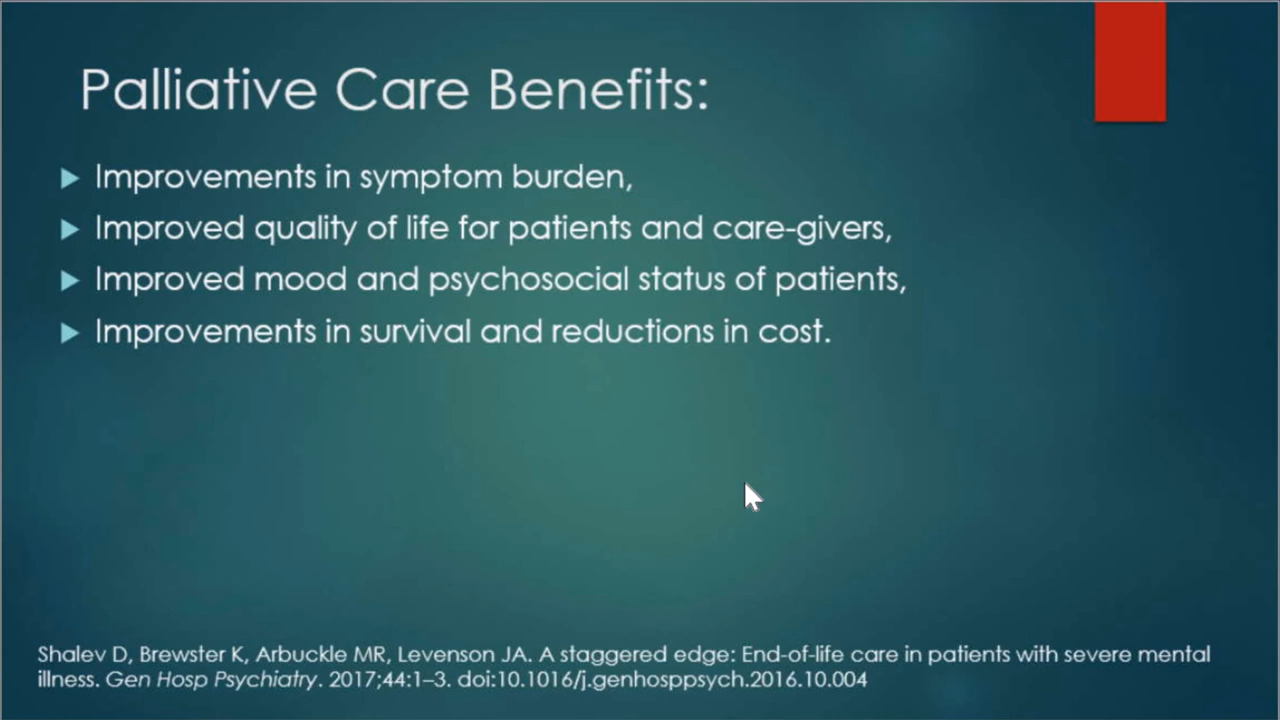 Palliative Care Benefits:
Improvements in symptom burden,
Improved quality of life for patients and care-givers,
Improved mood and psychosocial status of patients,
Improvements in survival and reductions in cost.
Shalev D, Brewster K, Arbuckle MR, Levenson JA. A staggered edge: End-of-life care in patients with severe mental
illness. Gen Hosp Psychiatry. 2017;44:1–3. doi:10.1016/j.genhosppsych.2016.10.004